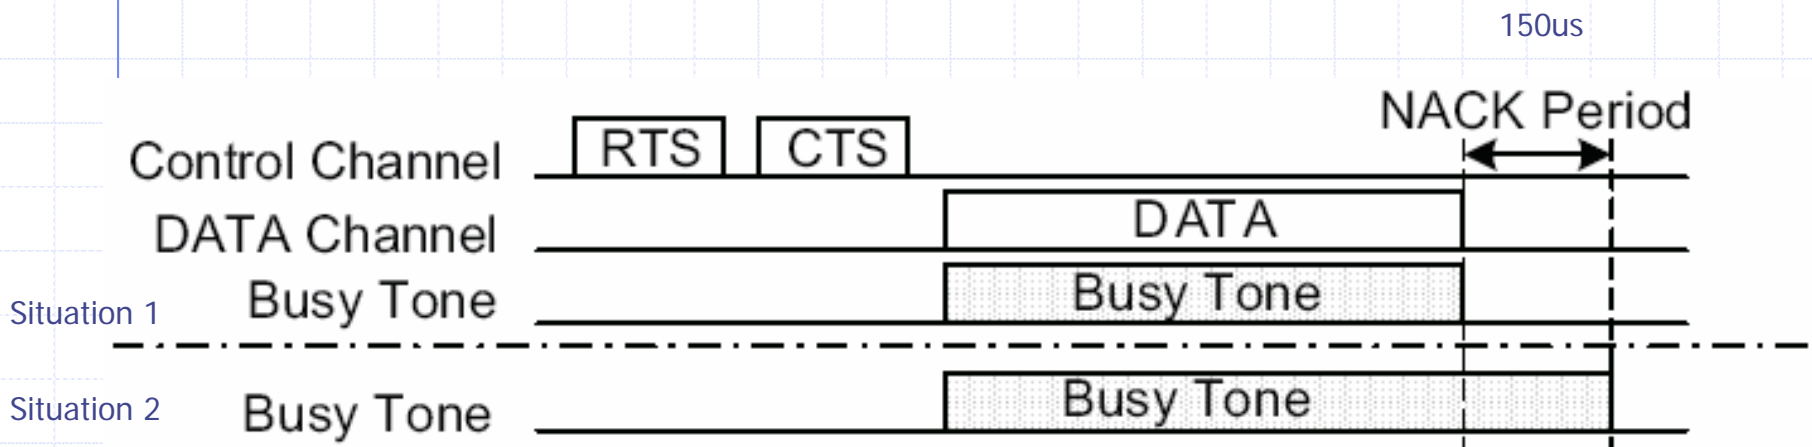 150us
NACK Period
Control Channel RTS CTS
DATA Channel DATA
Situation 1 Busy Tone Busy Tone
Situation 2 Busy Tone Busy Tone